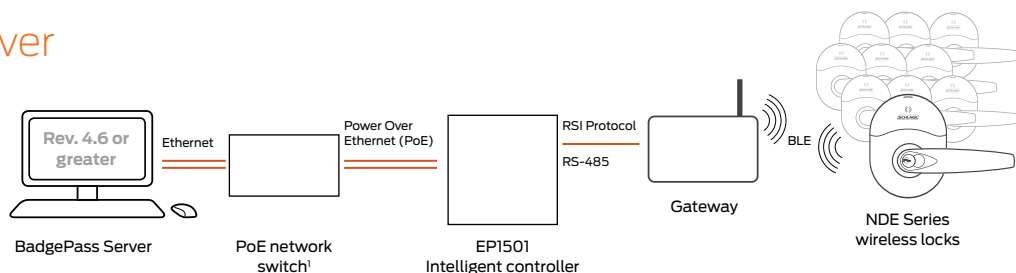 ver
Rev. 4.6 or
greater
Ethernet
Power Over
Ethernet (PoE)
RSI Protocol
RS-485
BLE
SCHLAGE
BadgePass Server
PoE network
switch¹
EP1501
Intelligent controller
Gateway
NDE Series
wireless locks